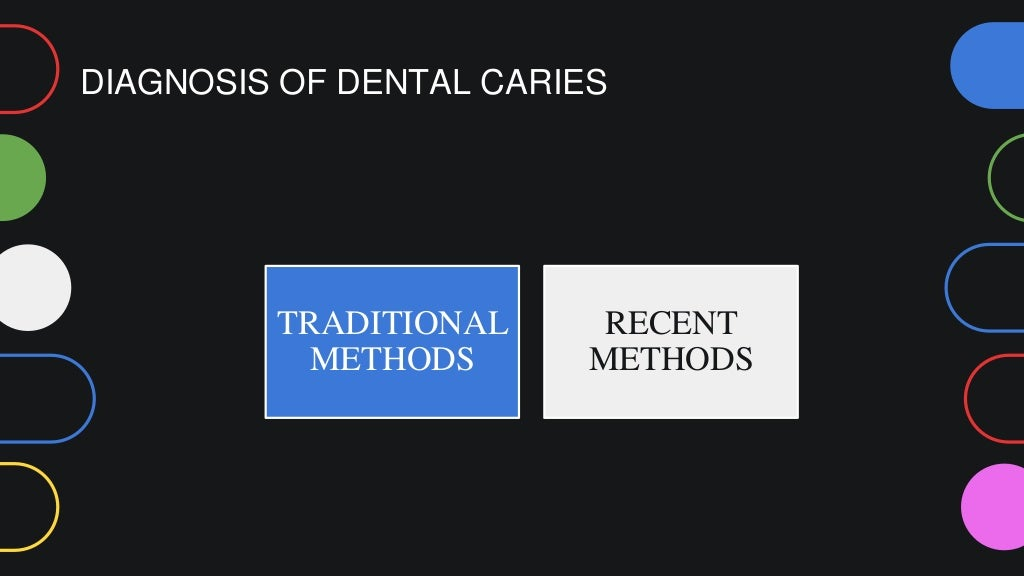 DIAGNOSIS OF DENTAL CARIES
TRADITIONAL
METHODS
RECENT
METHODS